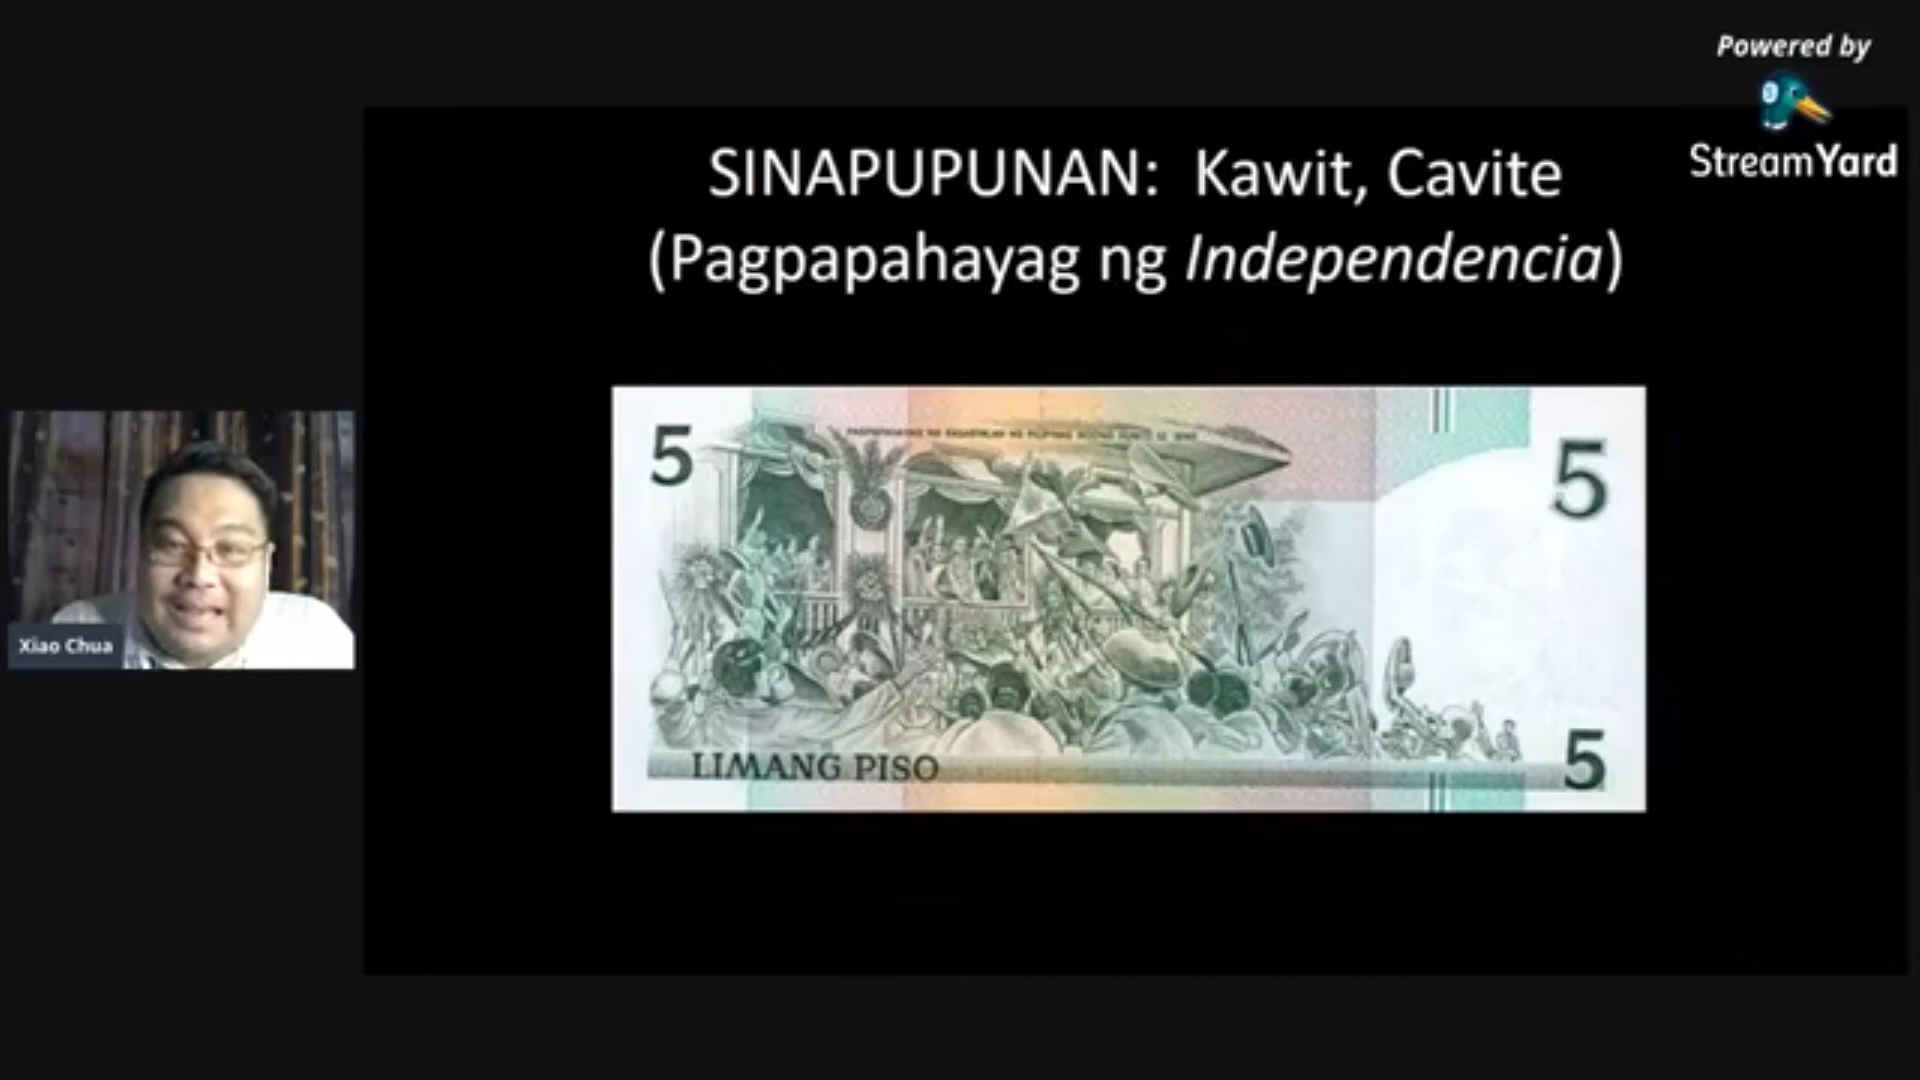 Powered by
StreamYard
SINAPUPUNAN: Kawit, Cavite
(Pagpapahayag ng Independencia)
5
5
LIMANG PISO
5
Xiao Chua